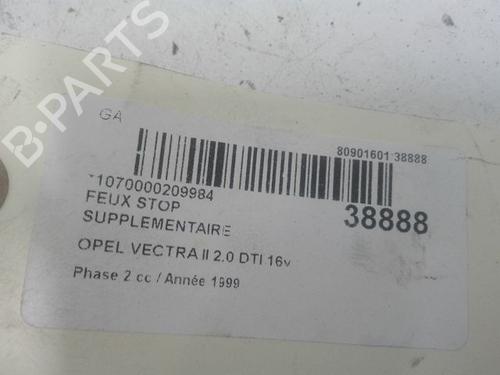 B-PARTS
GA
80901601 38888
*1070000209984
38888
FEUX STOP
SUPPLEMENTAIRE
OPEL VECTRA II 2.0 DTI 16v
Phase 2 cc / Année 1999